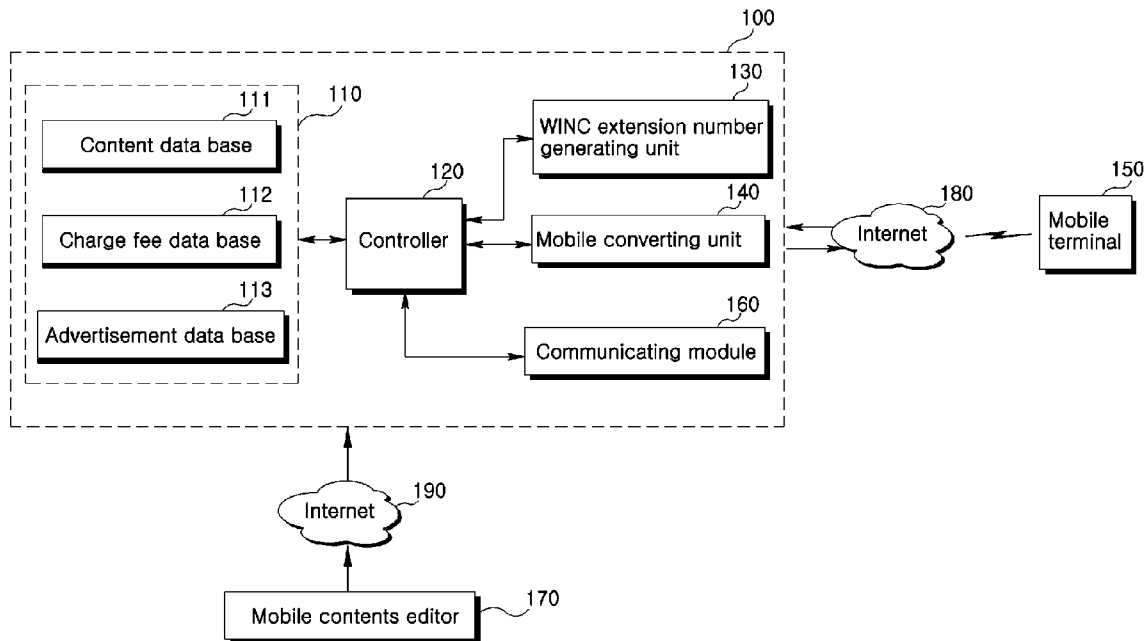 100
111
110
Content data base
112
Charge fee data base
113
Advertisement data base
120
Controller
130
WINC extension number
generating unit
140
Mobile converting unit
160
Communicating module
180
Internet
150
Mobile
terminal
190
Internet
Mobile contents editor
170